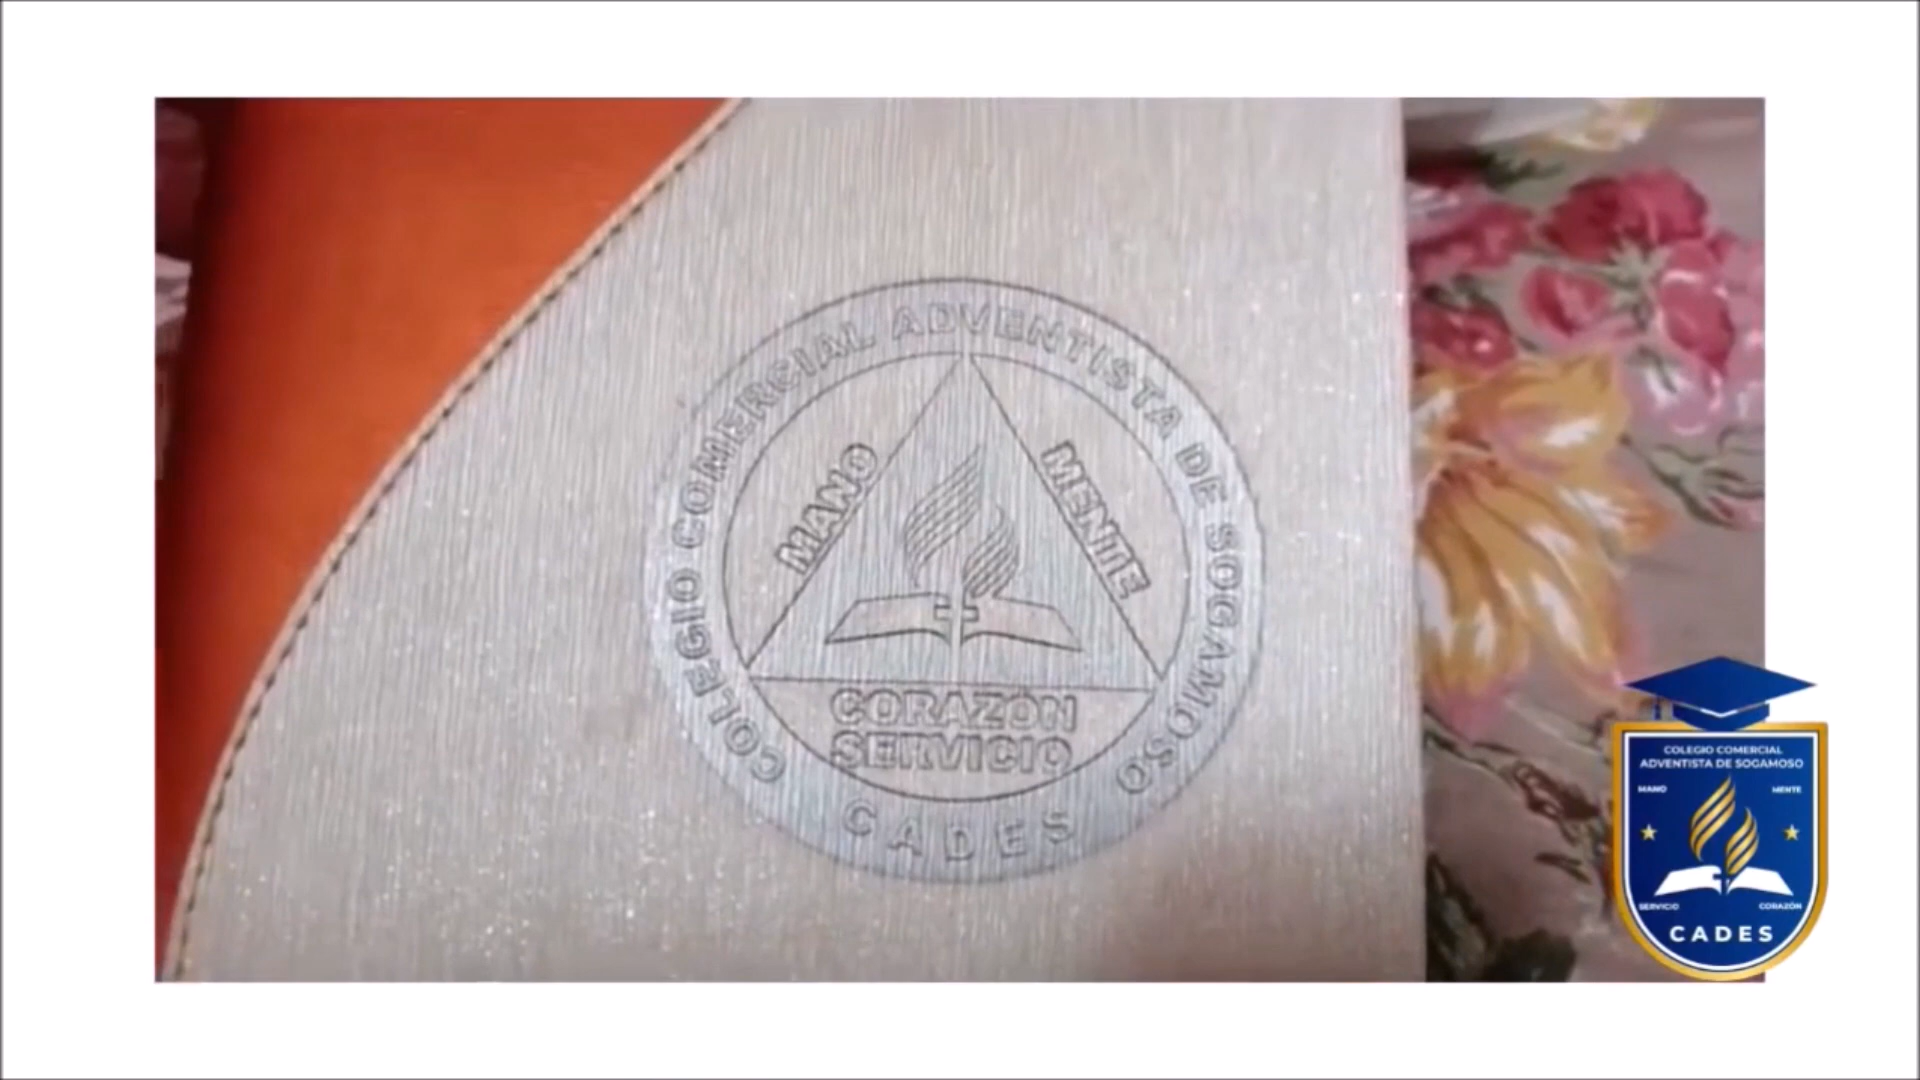 COLEGIO COMERCIAL ADVENTISTA DE SOGAMOSO
MANO
MENTE
CORAZÓN
SERVICIO
CADES
COLEGIO COMERCIAL
ADVENTISTA DE SOGAMOSO
MANO
MENTE
SERVICIO
CORAZÓN
CADES